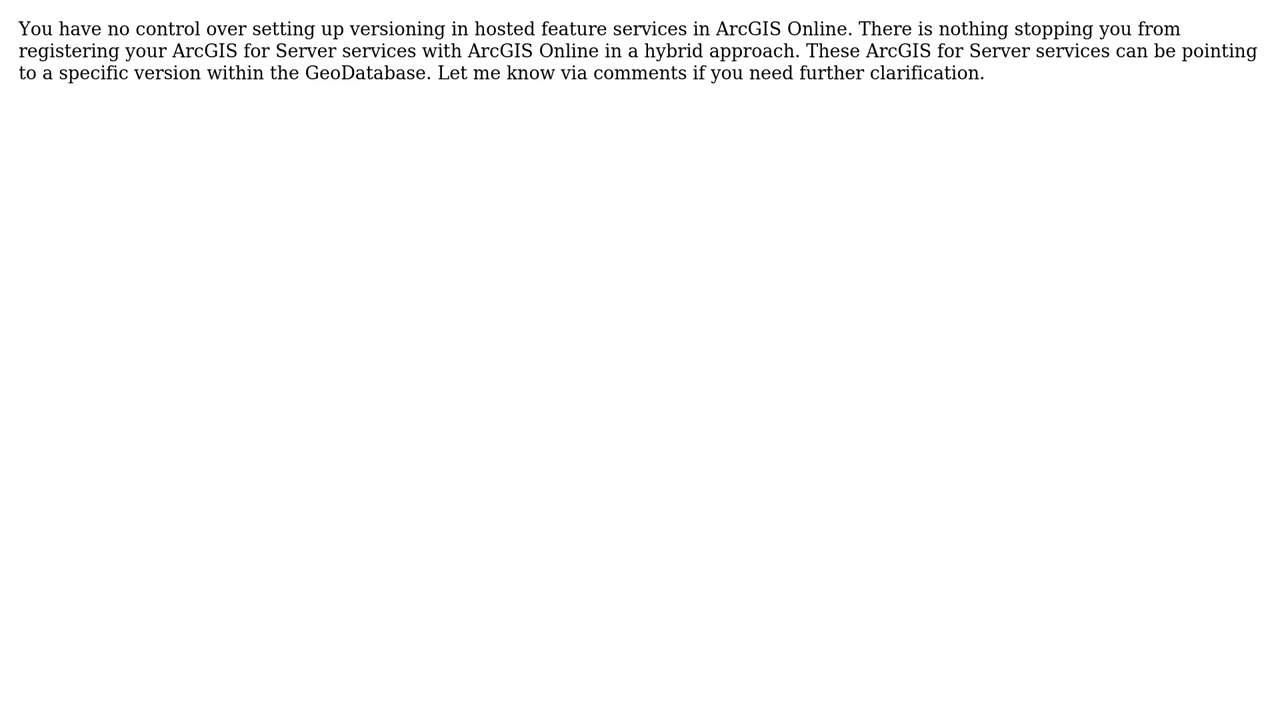 You have no control over setting up versioning in hosted feature services in ArcGIS Online. There is nothing stopping you from
registering your ArcGIS for Server services with ArcGIS Online in a hybrid approach. These ArcGIS for Server services can be pointing
to a specific version within the GeoDatabase. Let me know via comments if you need further clarification.